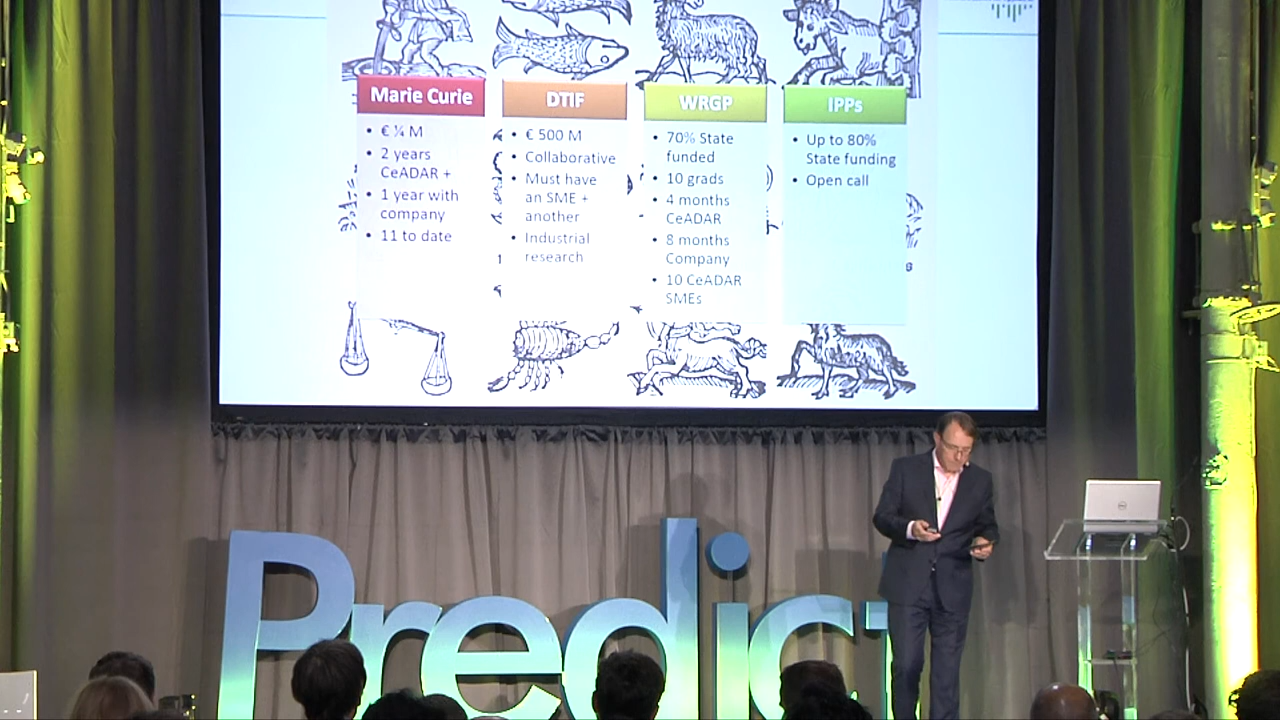 Marie Curie
• € ¼ M
• 2 years
CeADAR +
• 1 year with
company
• 11 to date
DTIF
• € 500 M
• Collaborative
• Must have
an SME +
another
• Industrial
research
WRGP
• 70% State
funded
• 10 grads
• 4 months
CeADAR
• 8 months
Company
• 10 CeADAR
SMEs
IPPs
• Up to 80%
State funding
• Open call
Predict